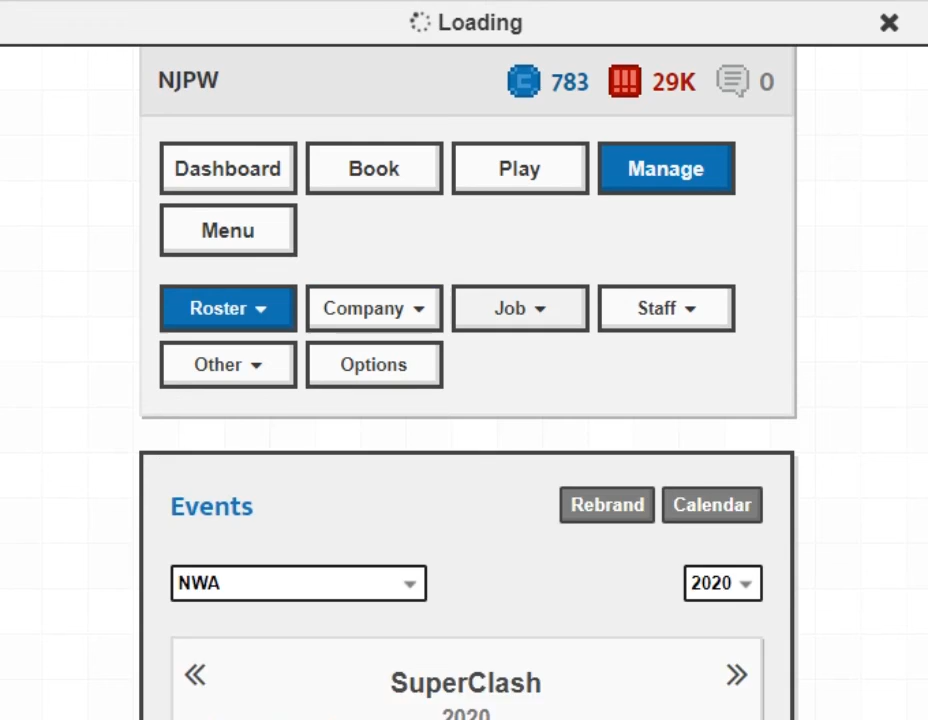 Loading
NJPW 783 29K 0
Dashboard Book Play Manage
Menu
Roster Company Job Staff
Other Options
Events Rebrand Calendar
NWA 2020
SuperClash
2020